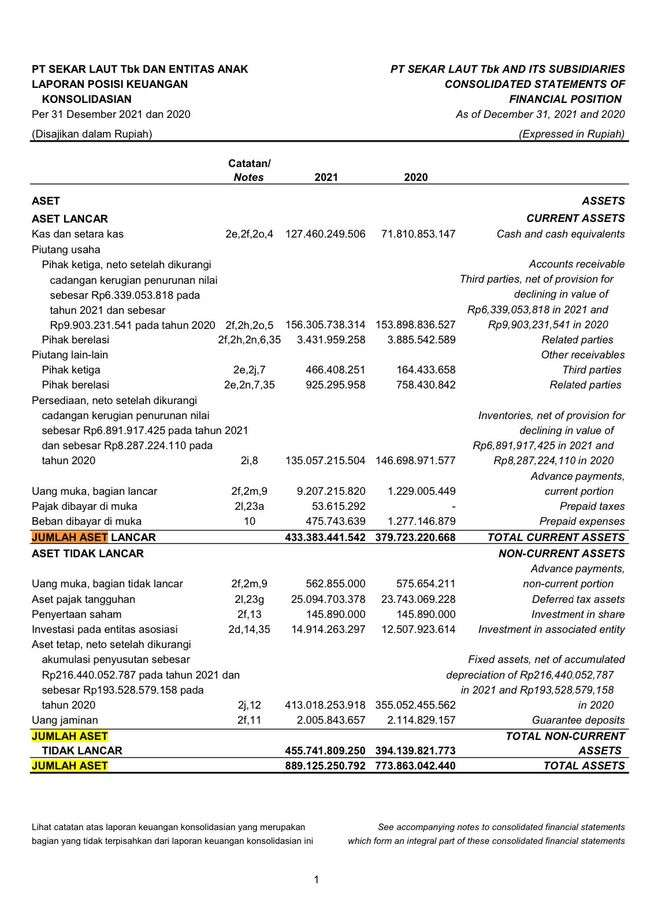 PT SEKAR LAUT Tbk DAN ENTITAS ANAK PT SEKAR LAUT Tbk AND ITS SUBSIDIARIES
LAPORAN POSISI KEUANGAN CONSOLIDATED STATEMENTS OF
KONSOLIDASIAN FINANCIAL POSITION
Per 31 Desember 2021 dan 2020 As of December 31, 2021 and 2020
(Disajikan dalam Rupiah) (Expressed in Rupiah)
Catatan/
Notes 2021 2020
ASET ASSETS
ASET LANCAR CURRENT ASSETS
Kas dan setara kas 2e,2f,2o,4 127.460.249.506 71.810.853.147 Cash and cash equivalents
Piutang usaha
Pihak ketiga, neto setelah dikurangi Accounts receivable
cadangan kerugian penurunan nilai Third parties, net of provision for
sebesar Rp6.339.053.818 pada declining in value of
tahun 2021 dan sebesar Rp6,339,053,818 in 2021 and
Rp9.903.231.541 pada tahun 2020 2f,2h,2o,5 156.305.738.314 153.898.836.527 Rp9,903,231,541 in 2020
Pihak berelasi 2f,2h,2n,6,35 3.431.959.258 3.885.542.589 Related parties
Piutang lain-lain Other receivables
Pihak ketiga 2e,2j,7 466.408.251 164.433.658 Third parties
Pihak berelasi 2e,2n,7,35 925.295.958 758.430.842 Related parties
Persediaan, neto setelah dikurangi
cadangan kerugian penurunan nilai Inventories, net of provision for
sebesar Rp6.891.917.425 pada tahun 2021 declining in value of
dan sebesar Rp8.287.224.110 pada Rp6,891,917,425 in 2021 and
tahun 2020 2i,8 135.057.215.504 146.698.971.577 Rp8,287,224,110 in 2020
Advance payments,
Uang muka, bagian lancar 2f,2m,9 9.207.215.820 1.229.005.449 current portion
Pajak dibayar di muka 2l,23a 53.615.292 - Prepaid taxes
Beban dibayar di muka 10 475.743.639 1.277.146.879 Prepaid expenses
JUMLAH ASET LANCAR 433.383.441.542 379.723.220.668 TOTAL CURRENT ASSETS
ASET TIDAK LANCAR NON-CURRENT ASSETS
Advance payments,
Uang muka, bagian tidak lancar 2f,2m,9 562.855.000 575.654.211 non-current portion
Aset pajak tangguhan 2l,23g 25.094.703.378 23.743.069.228 Deferred tax assets
Penyertaan saham 2f,13 145.890.000 145.890.000 Investment in share
Investasi pada entitas asosiasi 2d,14,35 14.914.263.297 12.507.923.614 Investment in associated entity
Aset tetap, neto setelah dikurangi
akumulasi penyusutan sebesar Fixed assets, net of accumulated
Rp216.440.052.787 pada tahun 2021 dan depreciation of Rp216,440,052,787
sebesar Rp193.528.579.158 pada in 2021 and Rp193,528,579,158
tahun 2020 2j,12 413.018.253.918 355.052.455.562 in 2020
Uang jaminan 2f,11 2.005.843.657 2.114.829.157 Guarantee deposits
JUMLAH ASET TOTAL NON-CURRENT
TIDAK LANCAR 455.741.809.250 394.139.821.773 ASSETS
JUMLAH ASET 889.125.250.792 773.863.042.440 TOTAL ASSETS
Lihat catatan atas laporan keuangan konsolidasian yang merupakan See accompanying notes to consolidated financial statements
bagian yang tidak terpisahkan dari laporan keuangan konsolidasian ini which form an integral part of these consolidated financial statements
1